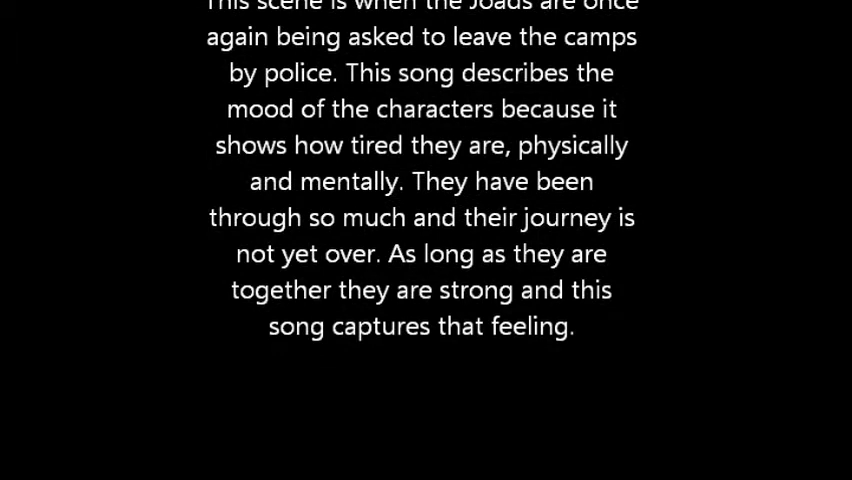 This scene is when the Joads are once
again being asked to leave the camps
by police. This song describes the
mood of the characters because it
shows how tired they are, physically
and mentally. They have been
through so much and their journey is
not yet over. As long as they are
together they are strong and this
song captures that feeling.